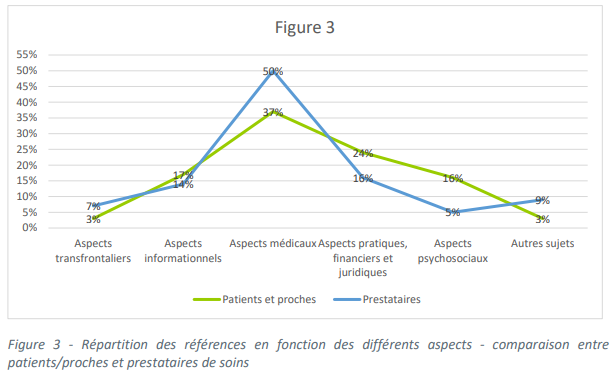 Figure 3
55%
50%
45%
40%
35%
30%
25%
20%
15%
10%
5%
0%
50%
37%
24%
17%
14%
16%
16%
7%
3%
5%
9%
3%
Aspects
transfrontaliers
Aspects
informationnels
Aspects médicaux
Aspects pratiques,
financiers et
juridiques
Aspects
psychosociaux
Autres sujets
Patients et proches
Prestataires
Figure 3 - Répartition des références en fonction des différents aspects - comparaison entre
patients/proches et prestataires de soins